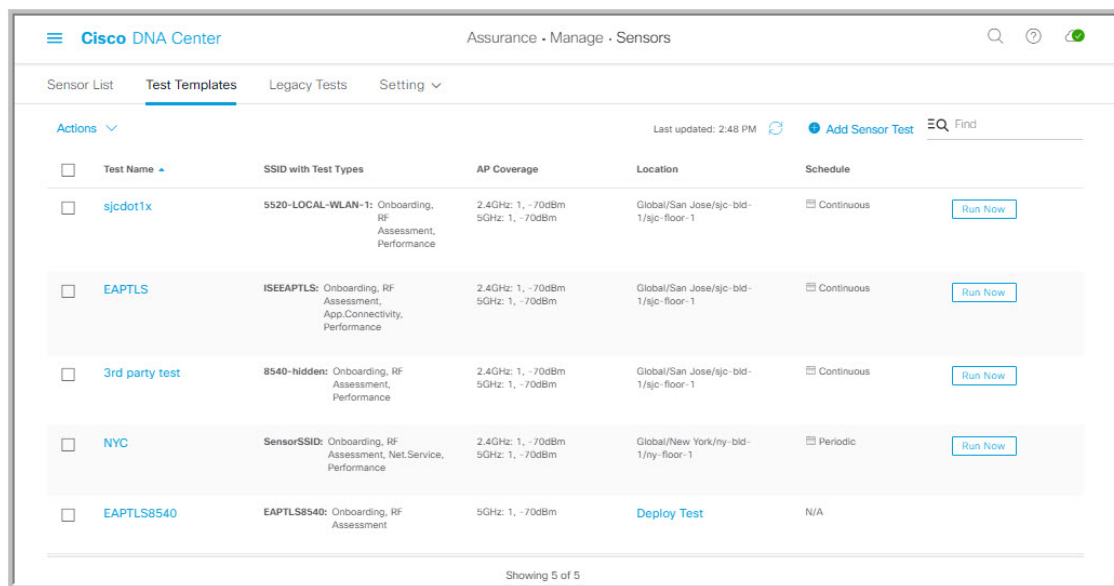 Cisco DNA Center
Assurance · Manage · Sensors
Sensor List
Test Templates
Legacy Tests
Setting
Actions
Last updated: 2:48 PM
Add Sensor Test
Find
Test Name
SSID with Test Types
AP Coverage
Location
Schedule
sjcdot1x
5520-LOCAL-WLAN-1: Onboarding,
RF
Assessment,
Performance
2.4GHz: 1, -70dBm
5GHz: 1, -70dBm
Global/San Jose/sjc-bld-
1/sjc-floor-1
Continuous
Run Now
EAPTLS
ISEEAPTLS: Onboarding, RF
Assessment,
App.Connectivity,
Performance
2.4GHz: 1, -70dBm
5GHz: 1, -70dBm
Global/San Jose/sjc-bld-
1/sjc-floor-1
Continuous
Run Now
3rd party test
8540-hidden: Onboarding, RF
Assessment,
Performance
2.4GHz: 1, -70dBm
5GHz: 1, -70dBm
Global/San Jose/sjc-bld-
1/sjc-floor-1
Continuous
Run Now
NYC
SensorSSID: Onboarding, RF
Assessment, Net.Service,
Performance
2.4GHz: 1, -70dBm
5GHz: 1, -70dBm
Global/New York/ny-bld-
1/ny-floor-1
Periodic
Run Now
EAPTLS8540
EAPTLS8540: Onboarding, RF
Assessment
5GHz: 1, -70dBm
Deploy Test
N/A
Showing 5 of 5